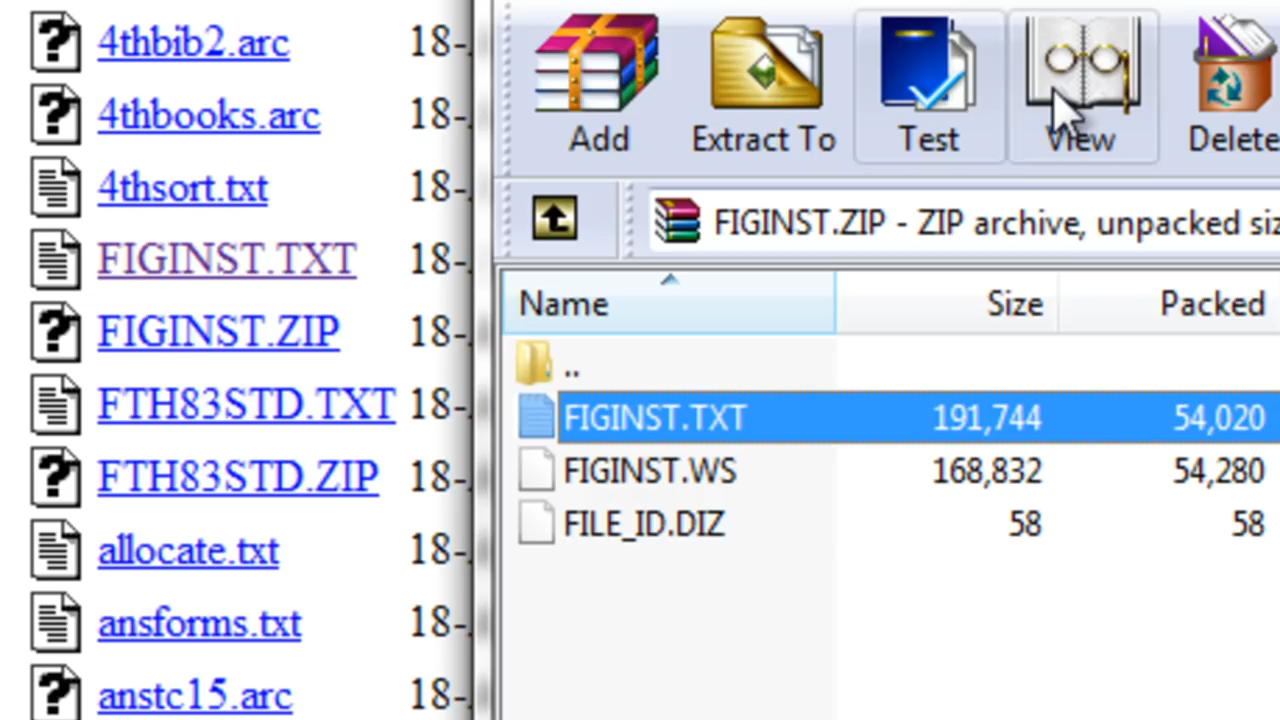 4thbib2.arc 18-
4thbooks.arc 18-
4thsort.txt 18-
FIGINST.TXT 18-
FIGINST.ZIP 18-
FTH83STD.TXT 18-
FTH83STD.ZIP 18-
allocate.txt 18-
ansforms.txt 18-
anstc15.arc 18-
Add Extract To Test View Delete
FIGINST.ZIP - ZIP archive, unpacked siz
Name Size Packed
..
FIGINST.TXT 191,744 54,020
FIGINST.WS 168,832 54,280
FILE_ID.DIZ 58 58